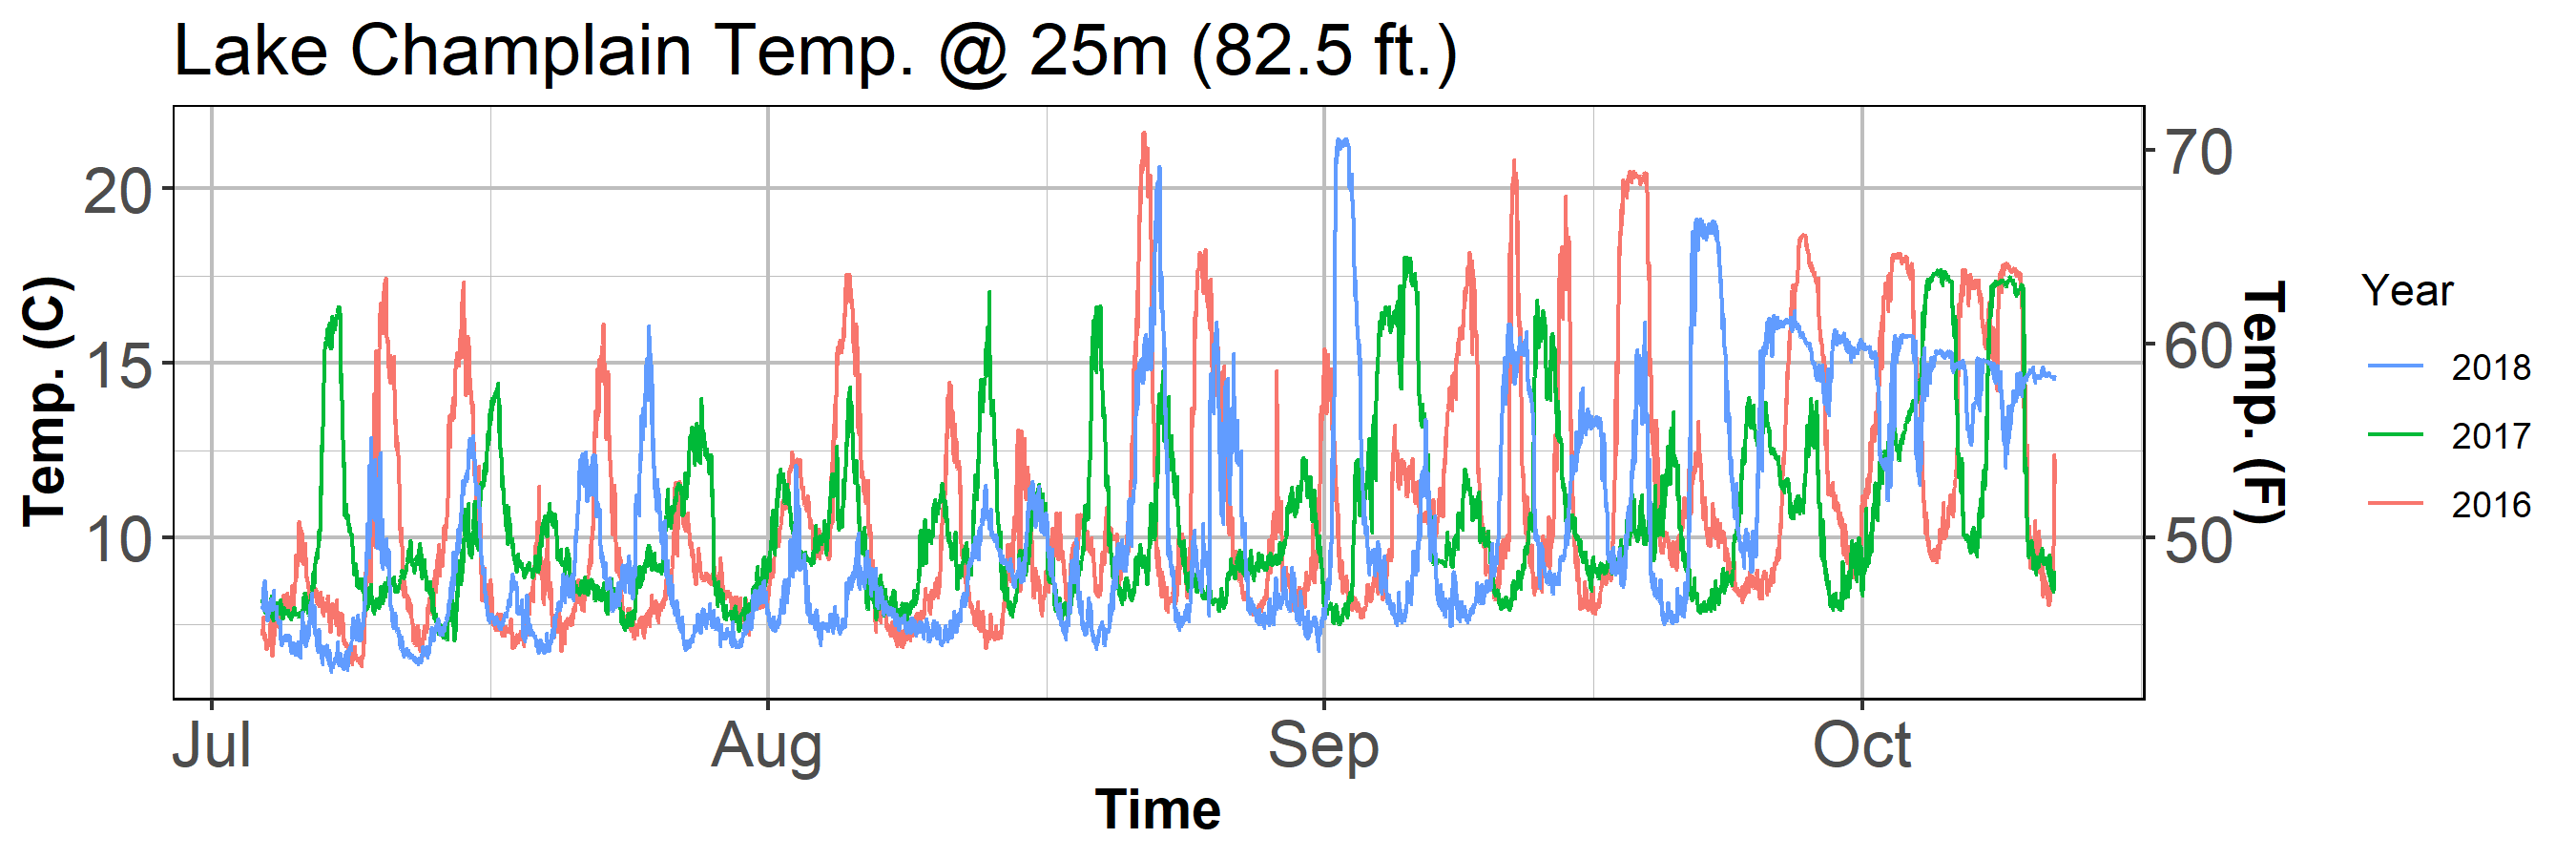 Lake Champlain Temp. @ 25m (82.5 ft.)
Temp. (C)
20
15
10
70
60
50
Temp. (F)
Jul
Aug
Sep
Oct
Time
Year
2018
2017
2016